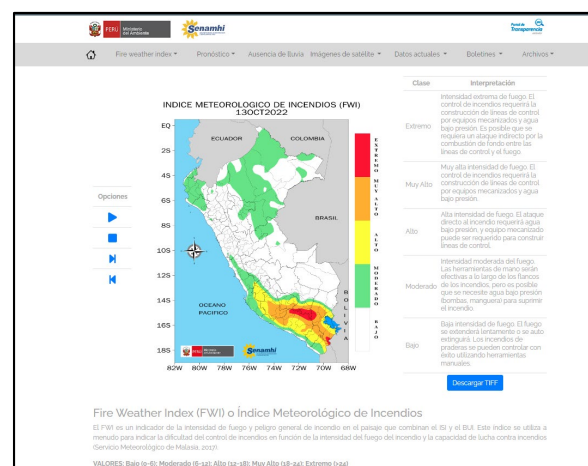 PERÚ Ministerio del Ambiente
Senamhi
Portal de Transparencia
Fire weather index
Pronóstico
Ausencia de lluvia
Imágenes de satélite
Datos actuales
Boletines
Archivos
Opciones
INDICE METEOROLOGICO DE INCENDIOS (FWI)
13OCT2022
EQ
2S
4S
6S
8S
10S
12S
14S
16S
18S
82W 80W 78W 76W 74W 72W 70W 68W
ECUADOR
COLOMBIA
BRASIL
BOLIVIA
OCEANO
PACIFICO
PERÚ
Senamhi
EXTREMO
MUY ALTO
ALTO
MODERADO
BAJO
Clase Interpretación
Extremo
Intensidad extrema de fuego. El
control de incendios requerirá la
construcción de líneas de control
por equipos mecanizados y agua
bajo presión. Es posible que se
requiera un ataque indirecto por la
combustión de fondo entre las
líneas de control y el fuego.
Muy Alto
Muy alta intensidad de fuego. El
control de incendios requerirá la
construcción de líneas de control
por equipos mecanizados y agua
bajo presión.
Alto
Alta intensidad de fuego. El ataque
directo al incendio requerirá agua
bajo presión, y equipo mecanizado
puede ser requerido para construir
líneas de control.
Moderado
Intensidad moderada del fuego.
Las herramientas de mano serán
efectivas a lo largo de los flancos
de los incendios, pero es posible
que se necesite agua bajo presión
(bombas, manguera) para suprimir
el incendio
Bajo
Baja intensidad de fuego. El fuego
se extenderá lentamente o se auto
extinguirá. Los incendios de
praderas se pueden controlar con
éxito utilizando herramientas
manuales.
Descargar TIFF
Fire Weather Index (FWI) o Índice Meteorológico de Incendios
El FWI es un indicador de la intensidad de fuego y peligro general de incendio en el paisaje que combinan el ISI y el BUI. Este índice se utiliza a
menudo para indicar la dificultad del control de incendios en función de la intensidad del fuego del incendio y la capacidad de lucha contra incendios
(Servicio Meteorológico de Malasia, 2017).
VALORES: Bajo (0-6); Moderado (6-12); Alto (12-18); Muy Alto (18-24); Extremo (>24)